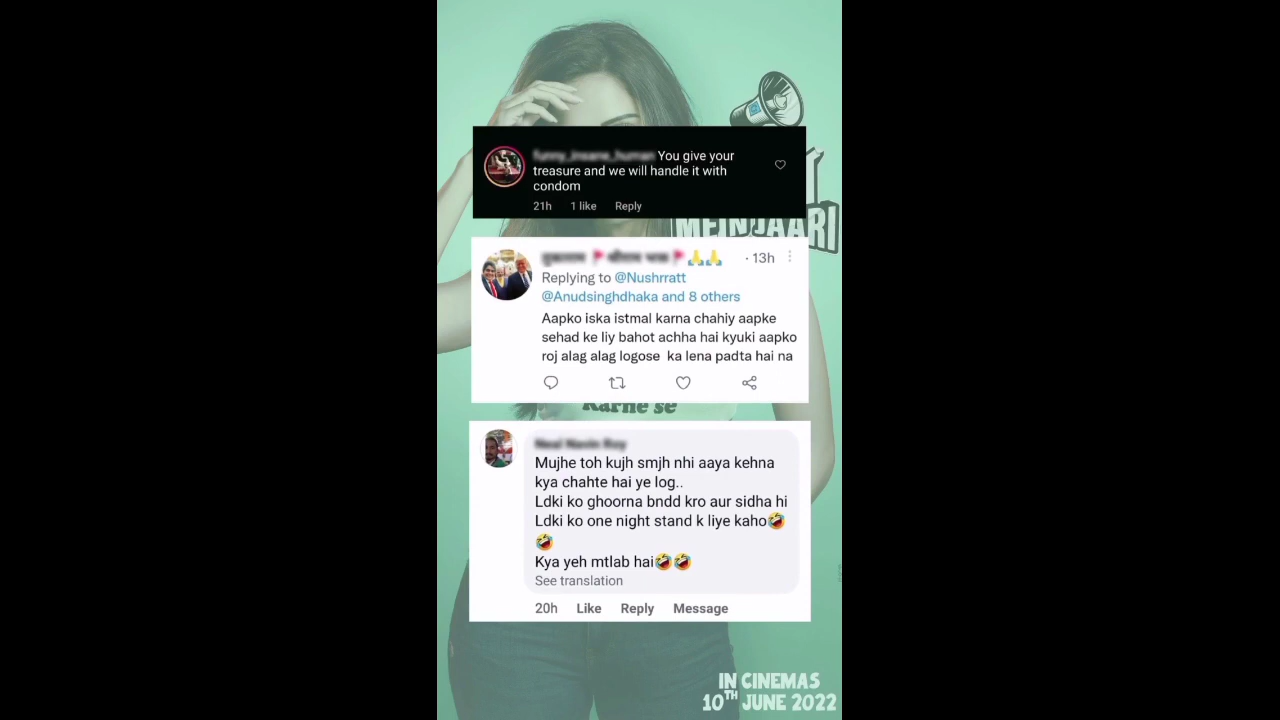 You give your
treasure and we will handle it with
condom
21h 1 like Reply
MEIN JAARI
· 13h
Replying to @Nushrratt
@Anudsinghdhaka and 8 others
Aapko iska istmal karna chahiy aapke
sehad ke liy bahot achha hai kyuki aapko
roj alag alag logose ka lena padta hai na
Karne se
Mujhe toh kujh smjh nhi aaya kehna
kya chahte hai ye log..
Ldki ko ghoorna bndd kro aur sidha hi
Ldki ko one night stand k liye kaho🤣
🤣
Kya yeh mtlab hai🤣🤣
See translation
20h Like Reply Message
IN CINEMAS
10TH JUNE 2022